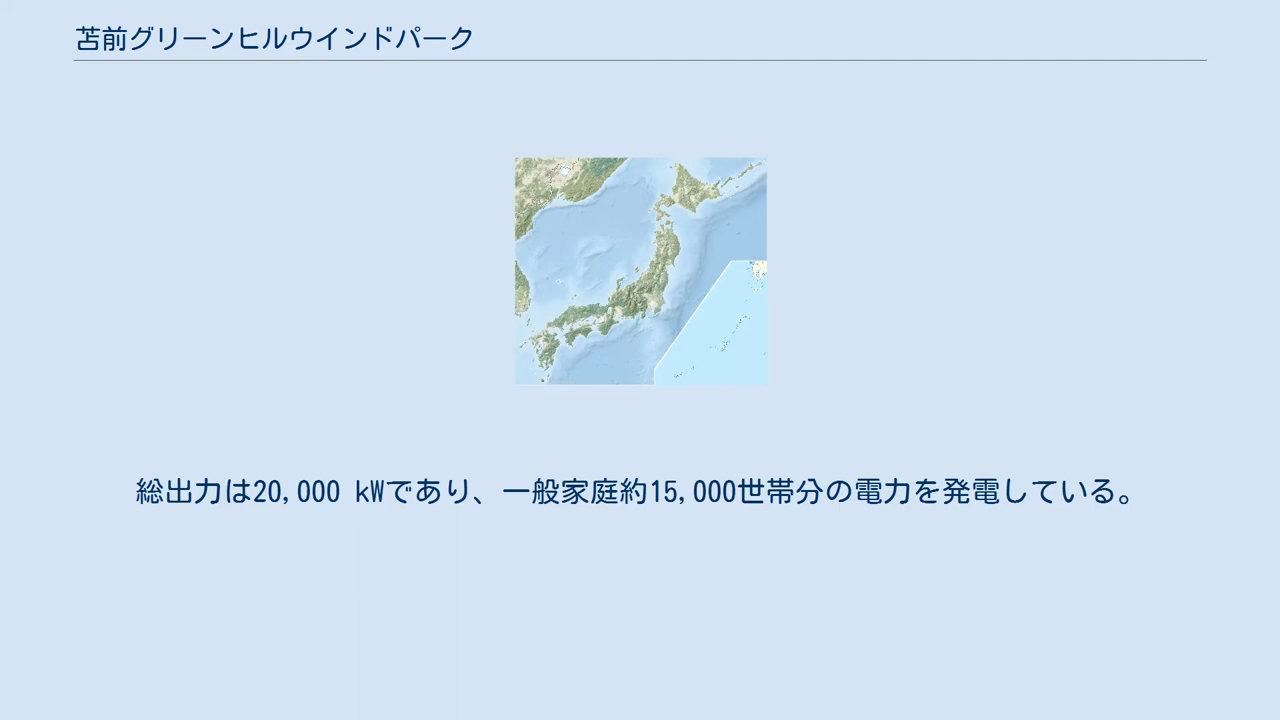 苫前グリーンヒルウインドパーク
総出力は20,000 kWであり、一般家庭約15,000世帯分の電力を発電している。